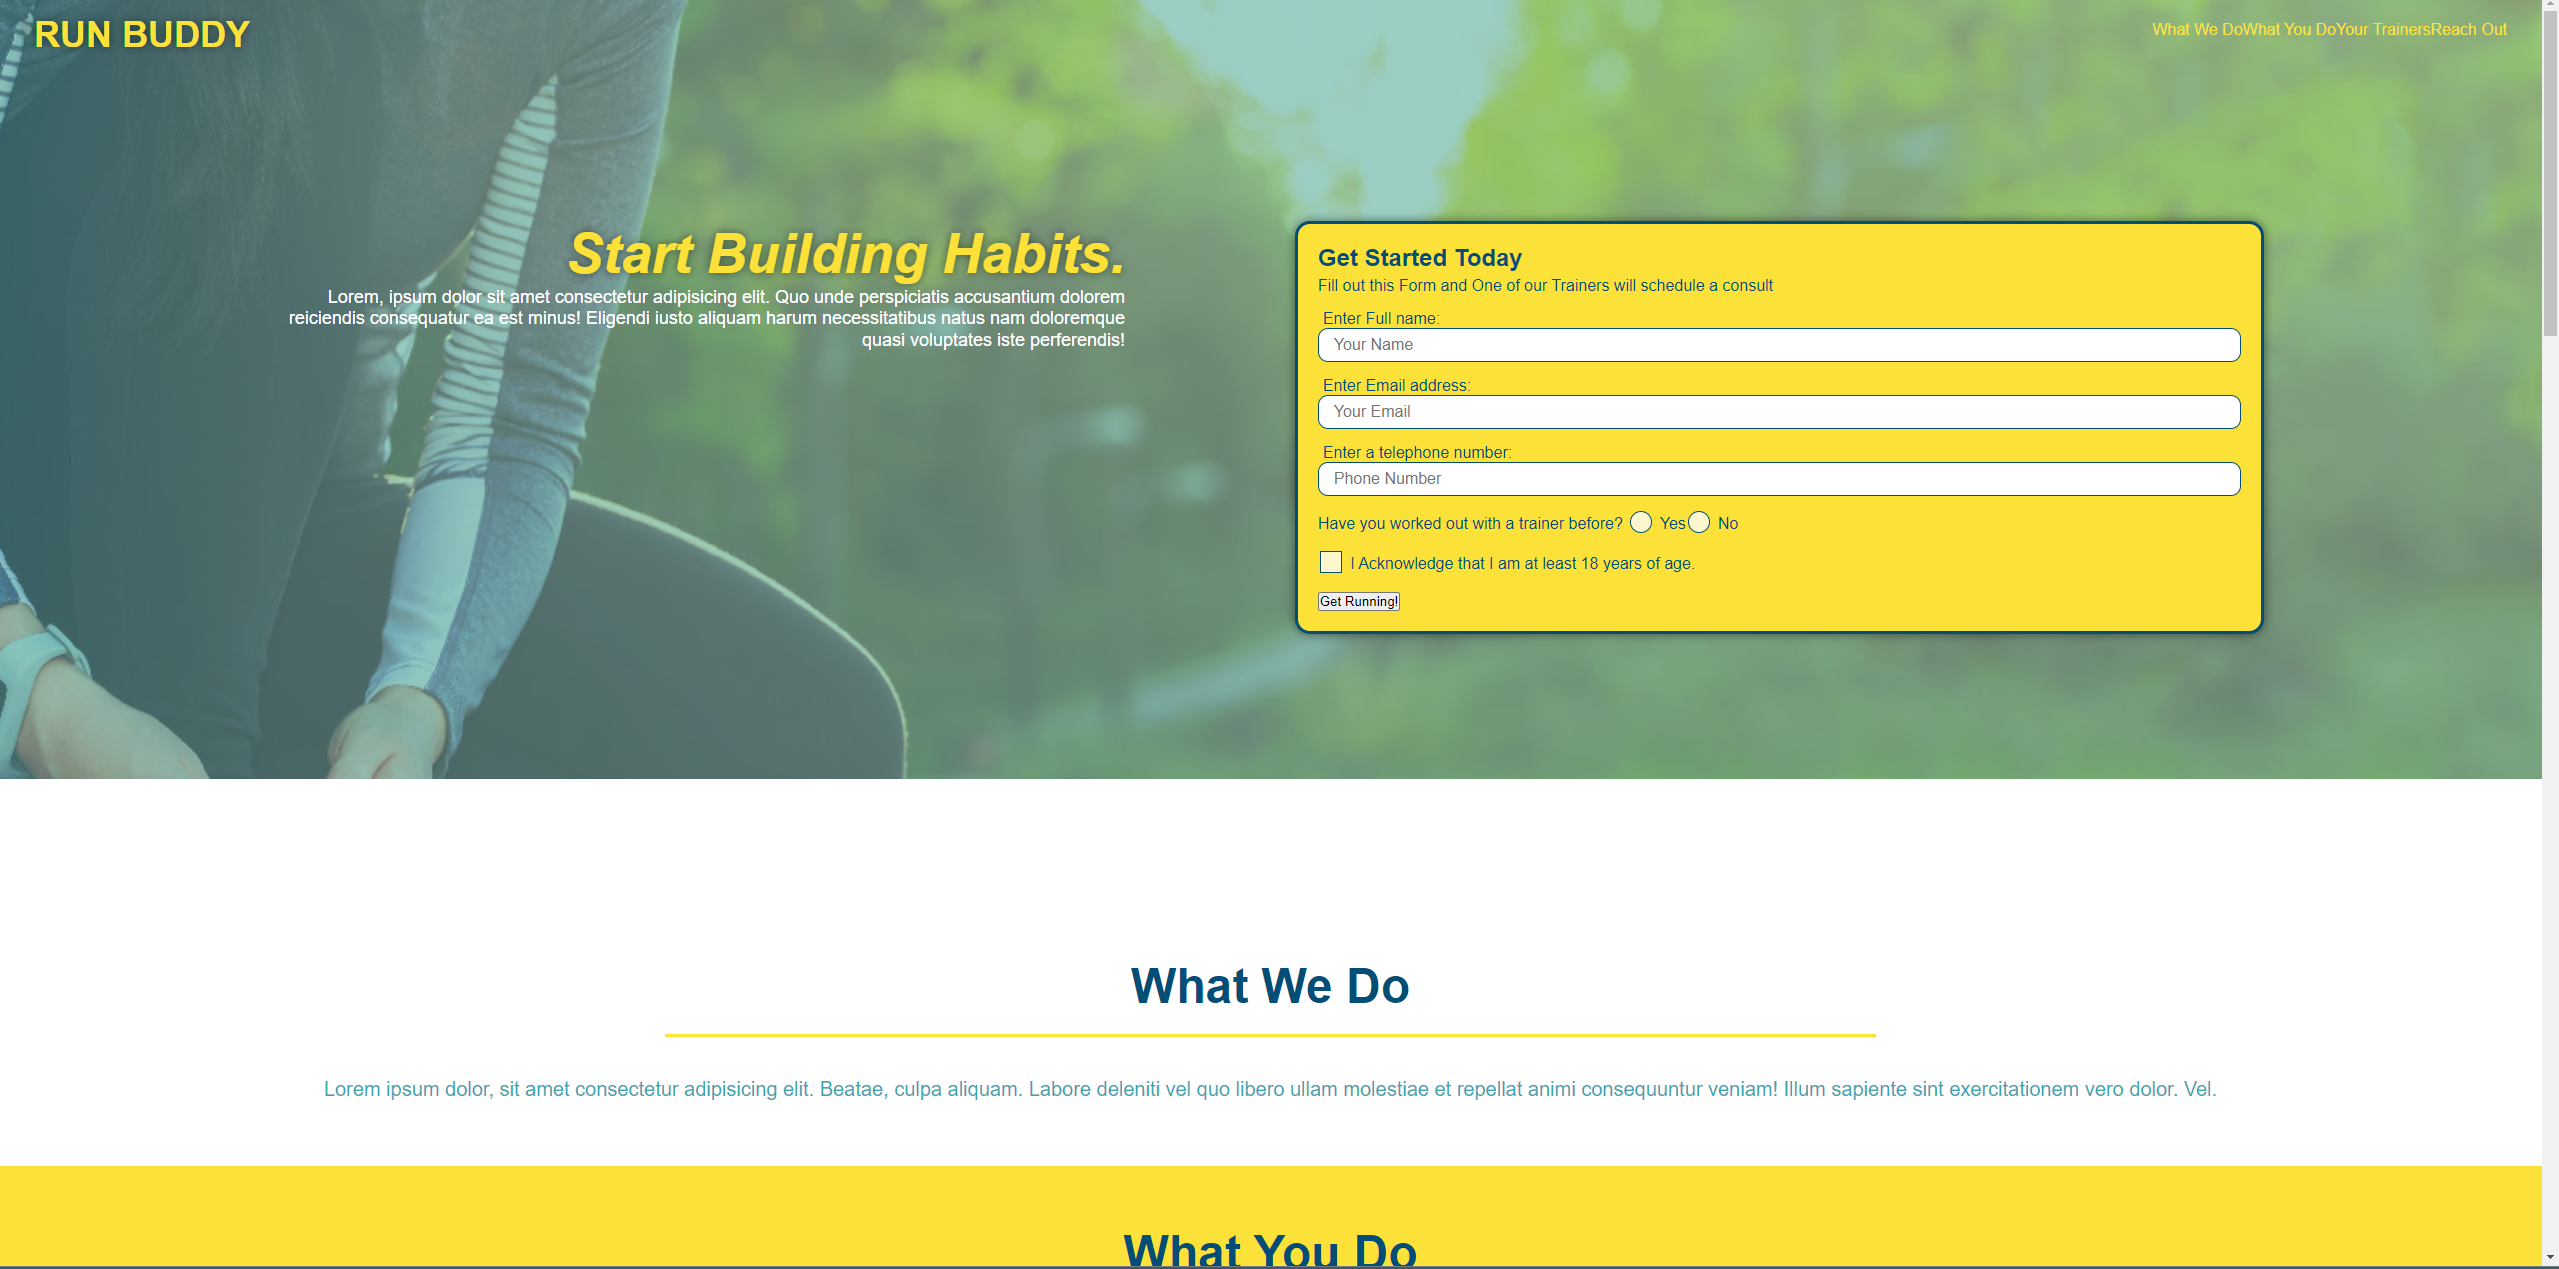 RUN BUDDY
What We DoWhat You DoYour TrainersReach Out
Start Building Habits.
Lorem, ipsum dolor sit amet consectetur adipisicing elit. Quo unde perspiciatis accusantium dolorem
reiciendis consequatur ea est minus! Eligendi iusto aliquam harum necessitatibus natus nam doloremque
quasi voluptates iste perferendis!
Get Started Today
Fill out this Form and One of our Trainers will schedule a consult
Enter Full name:
Your Name
Enter Email address:
Your Email
Enter a telephone number:
Phone Number
Have you worked out with a trainer before? Yes No
I Acknowledge that I am at least 18 years of age.
Get Running!
What We Do
Lorem ipsum dolor, sit amet consectetur adipisicing elit. Beatae, culpa aliquam. Labore deleniti vel quo libero ullam molestiae et repellat animi consequuntur veniam! Illum sapiente sint exercitationem vero dolor. Vel.
What You Do